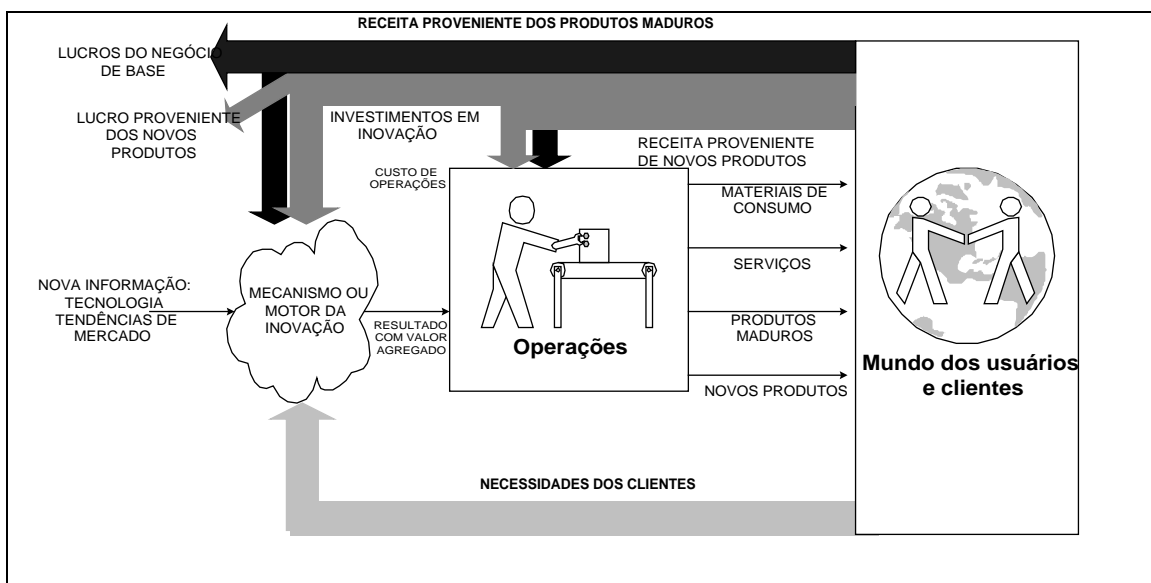 RECEITA PROVENIENTE DOS PRODUTOS MADUROS
LUCROS DO NEGÓCIO
DE BASE
LUCRO PROVENIENTE
DOS NOVOS
PRODUTOS
INVESTIMENTOS EM
INOVAÇÃO
RECEITA PROVENIENTE
DE NOVOS PRODUTOS
CUSTO DE
OPERAÇÕES
MATERIAIS DE
CONSUMO
SERVIÇOS
NOVA INFORMAÇÃO:
TECNOLOGIA
TENDÊNCIAS DE
MERCADO
MECANISMO OU
MOTOR DA
INOVAÇÃO
RESULTADO
COM VALOR
AGREGADO
Operações
PRODUTOS
MADUROS
NOVOS PRODUTOS
Mundo dos usuários
e clientes
NECESSIDADES DOS CLIENTES